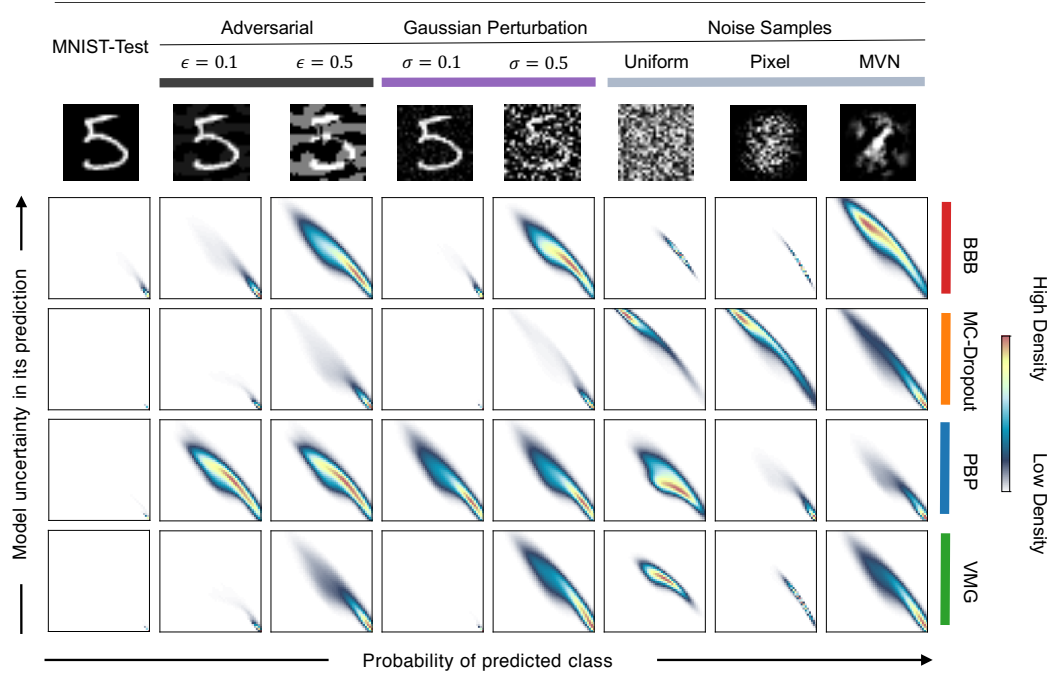 MNIST-Test
Adversarial
Gaussian Perturbation
Noise Samples
ϵ = 0.1
ϵ = 0.5
σ = 0.1
σ = 0.5
Uniform
Pixel
MVN
Model uncertainty in its prediction
BBB
MC-Dropout
PBP
VMG
High Density
Low Density
Probability of predicted class